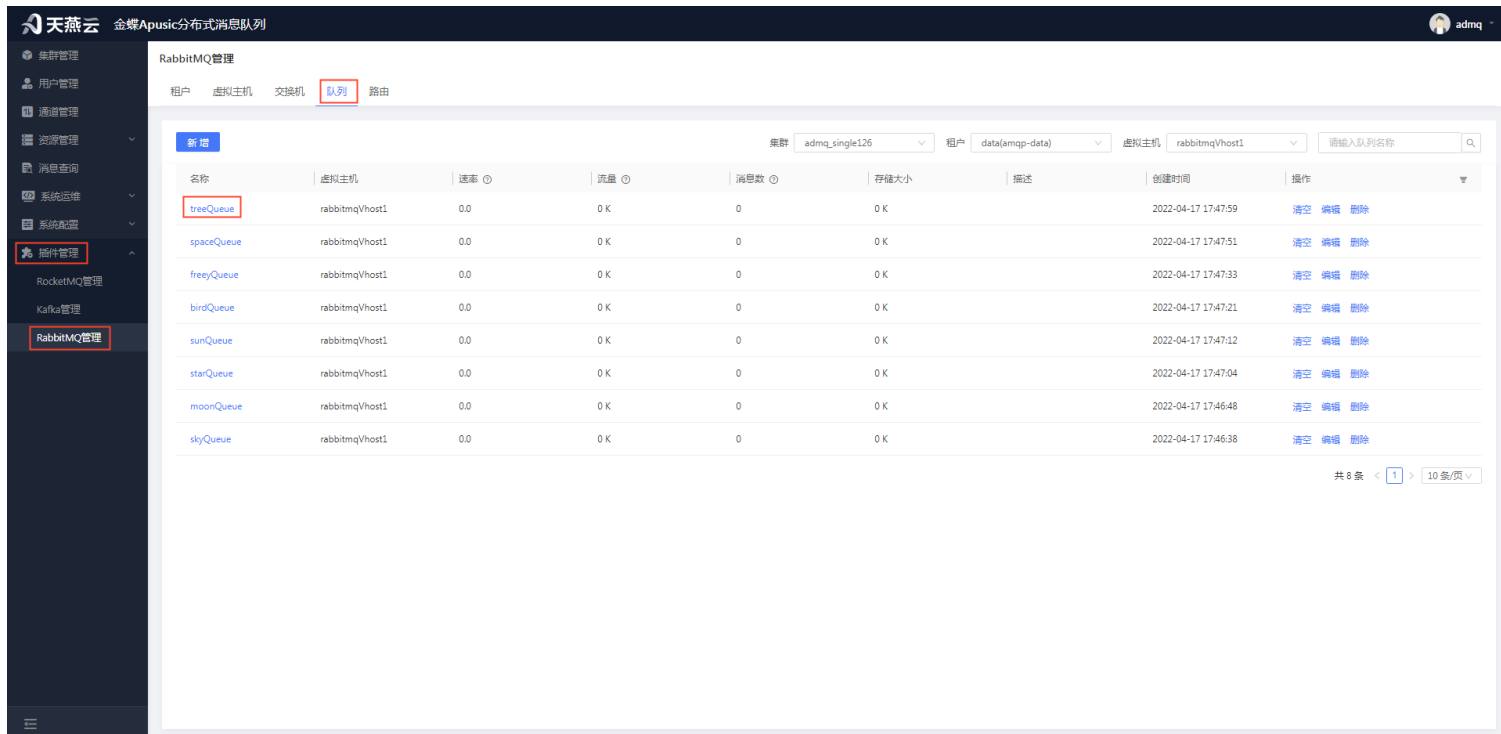 天燕云 金蝶Apusic分布式消息队列 admq
集群管理
用户管理
通道管理
资源管理
消息查询
系统运维
系统配置
插件管理
RocketMQ管理
Kafka管理
RabbitMQ管理
RabbitMQ管理
租户 虚拟主机 交换机 队列 路由
新增 集群 admq_single126 租户 data(amqp-data) 虚拟主机 rabbitmqVhost1 请输入队列名称
名称 虚拟主机 速率 流量 消息数 存储大小 描述 创建时间 操作
treeQueue rabbitmqVhost1 0.0 0 K 0 0 K 2022-04-17 17:47:59 清空 编辑 删除
spaceQueue rabbitmqVhost1 0.0 0 K 0 0 K 2022-04-17 17:47:51 清空 编辑 删除
freeyQueue rabbitmqVhost1 0.0 0 K 0 0 K 2022-04-17 17:47:33 清空 编辑 删除
birdQueue rabbitmqVhost1 0.0 0 K 0 0 K 2022-04-17 17:47:21 清空 编辑 删除
sunQueue rabbitmqVhost1 0.0 0 K 0 0 K 2022-04-17 17:47:12 清空 编辑 删除
starQueue rabbitmqVhost1 0.0 0 K 0 0 K 2022-04-17 17:47:04 清空 编辑 删除
moonQueue rabbitmqVhost1 0.0 0 K 0 0 K 2022-04-17 17:46:48 清空 编辑 删除
skyQueue rabbitmqVhost1 0.0 0 K 0 0 K 2022-04-17 17:46:38 清空 编辑 删除
共 8 条 < 1 > 10 条/页